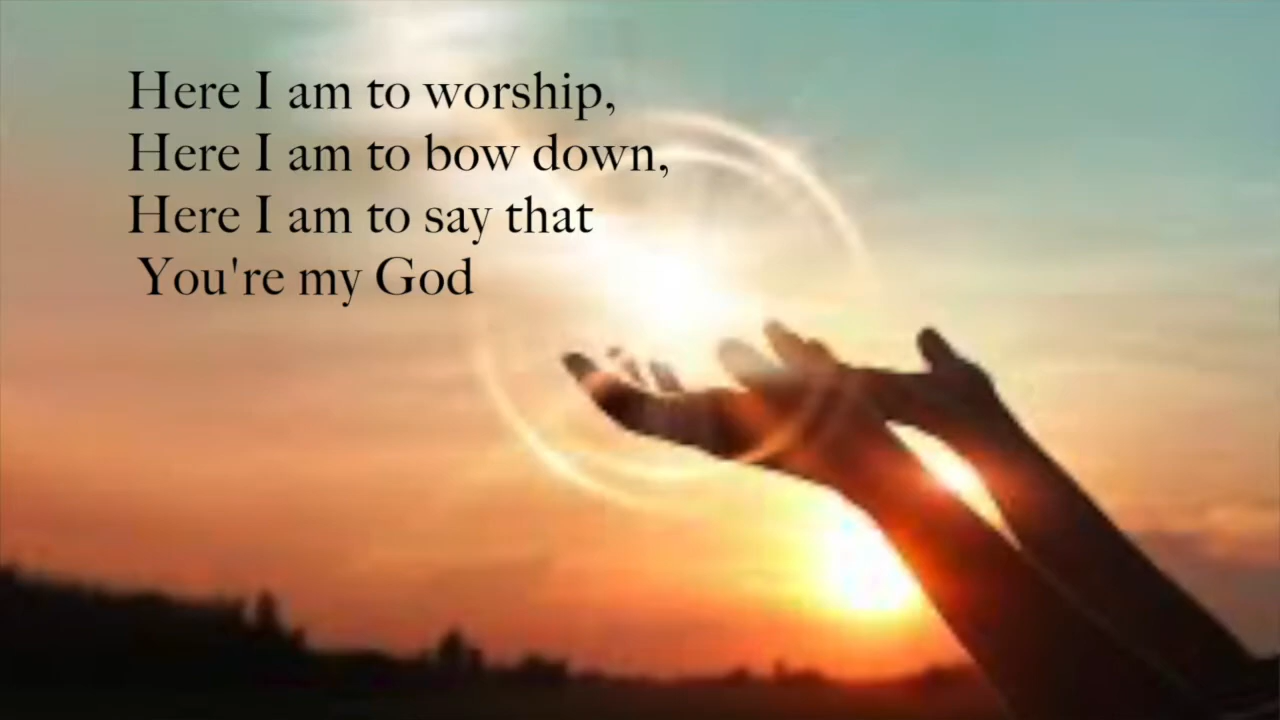 Here I am to worship,
Here I am to bow down,
Here I am to say that
You're my God